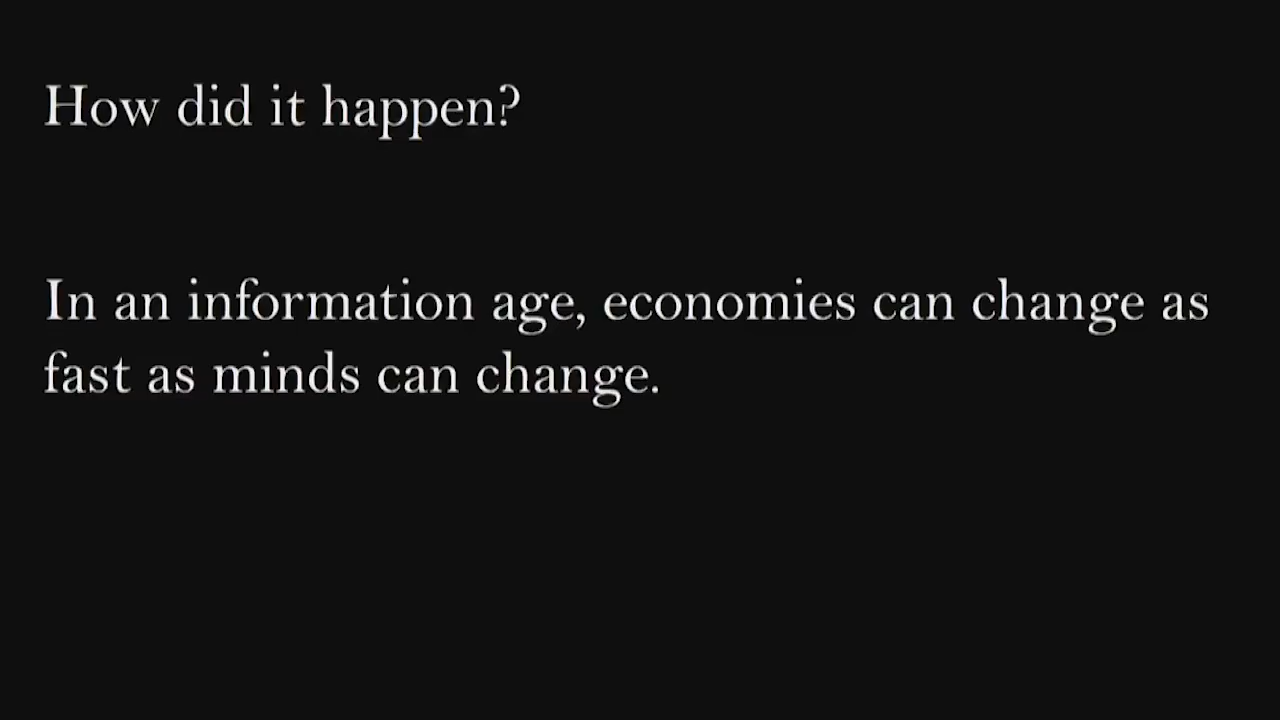 How did it happen?
In an information age, economies can change as
fast as minds can change.